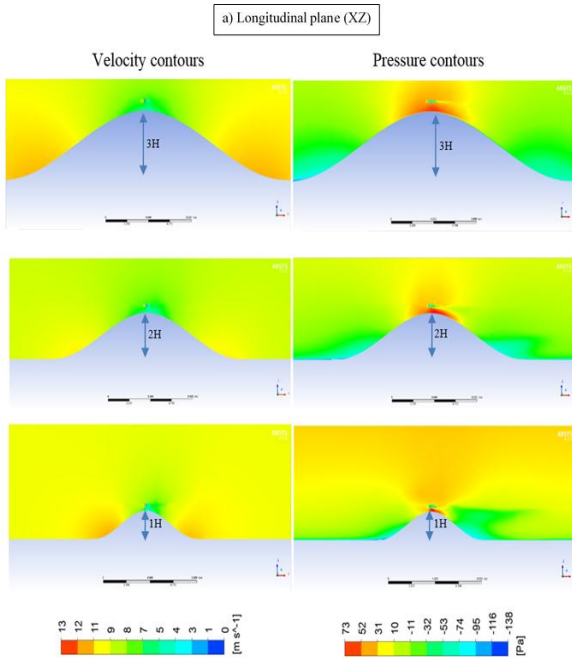 a) Longitudinal plane (XZ)
Velocity contours
Pressure contours
3H
3H
2H
2H
1H
1H
13
12
11
9
8
7
5
4
3
1
0
[m s^-1]
73
52
31
10
-11
-32
-53
-74
-95
-116
-138
[Pa]